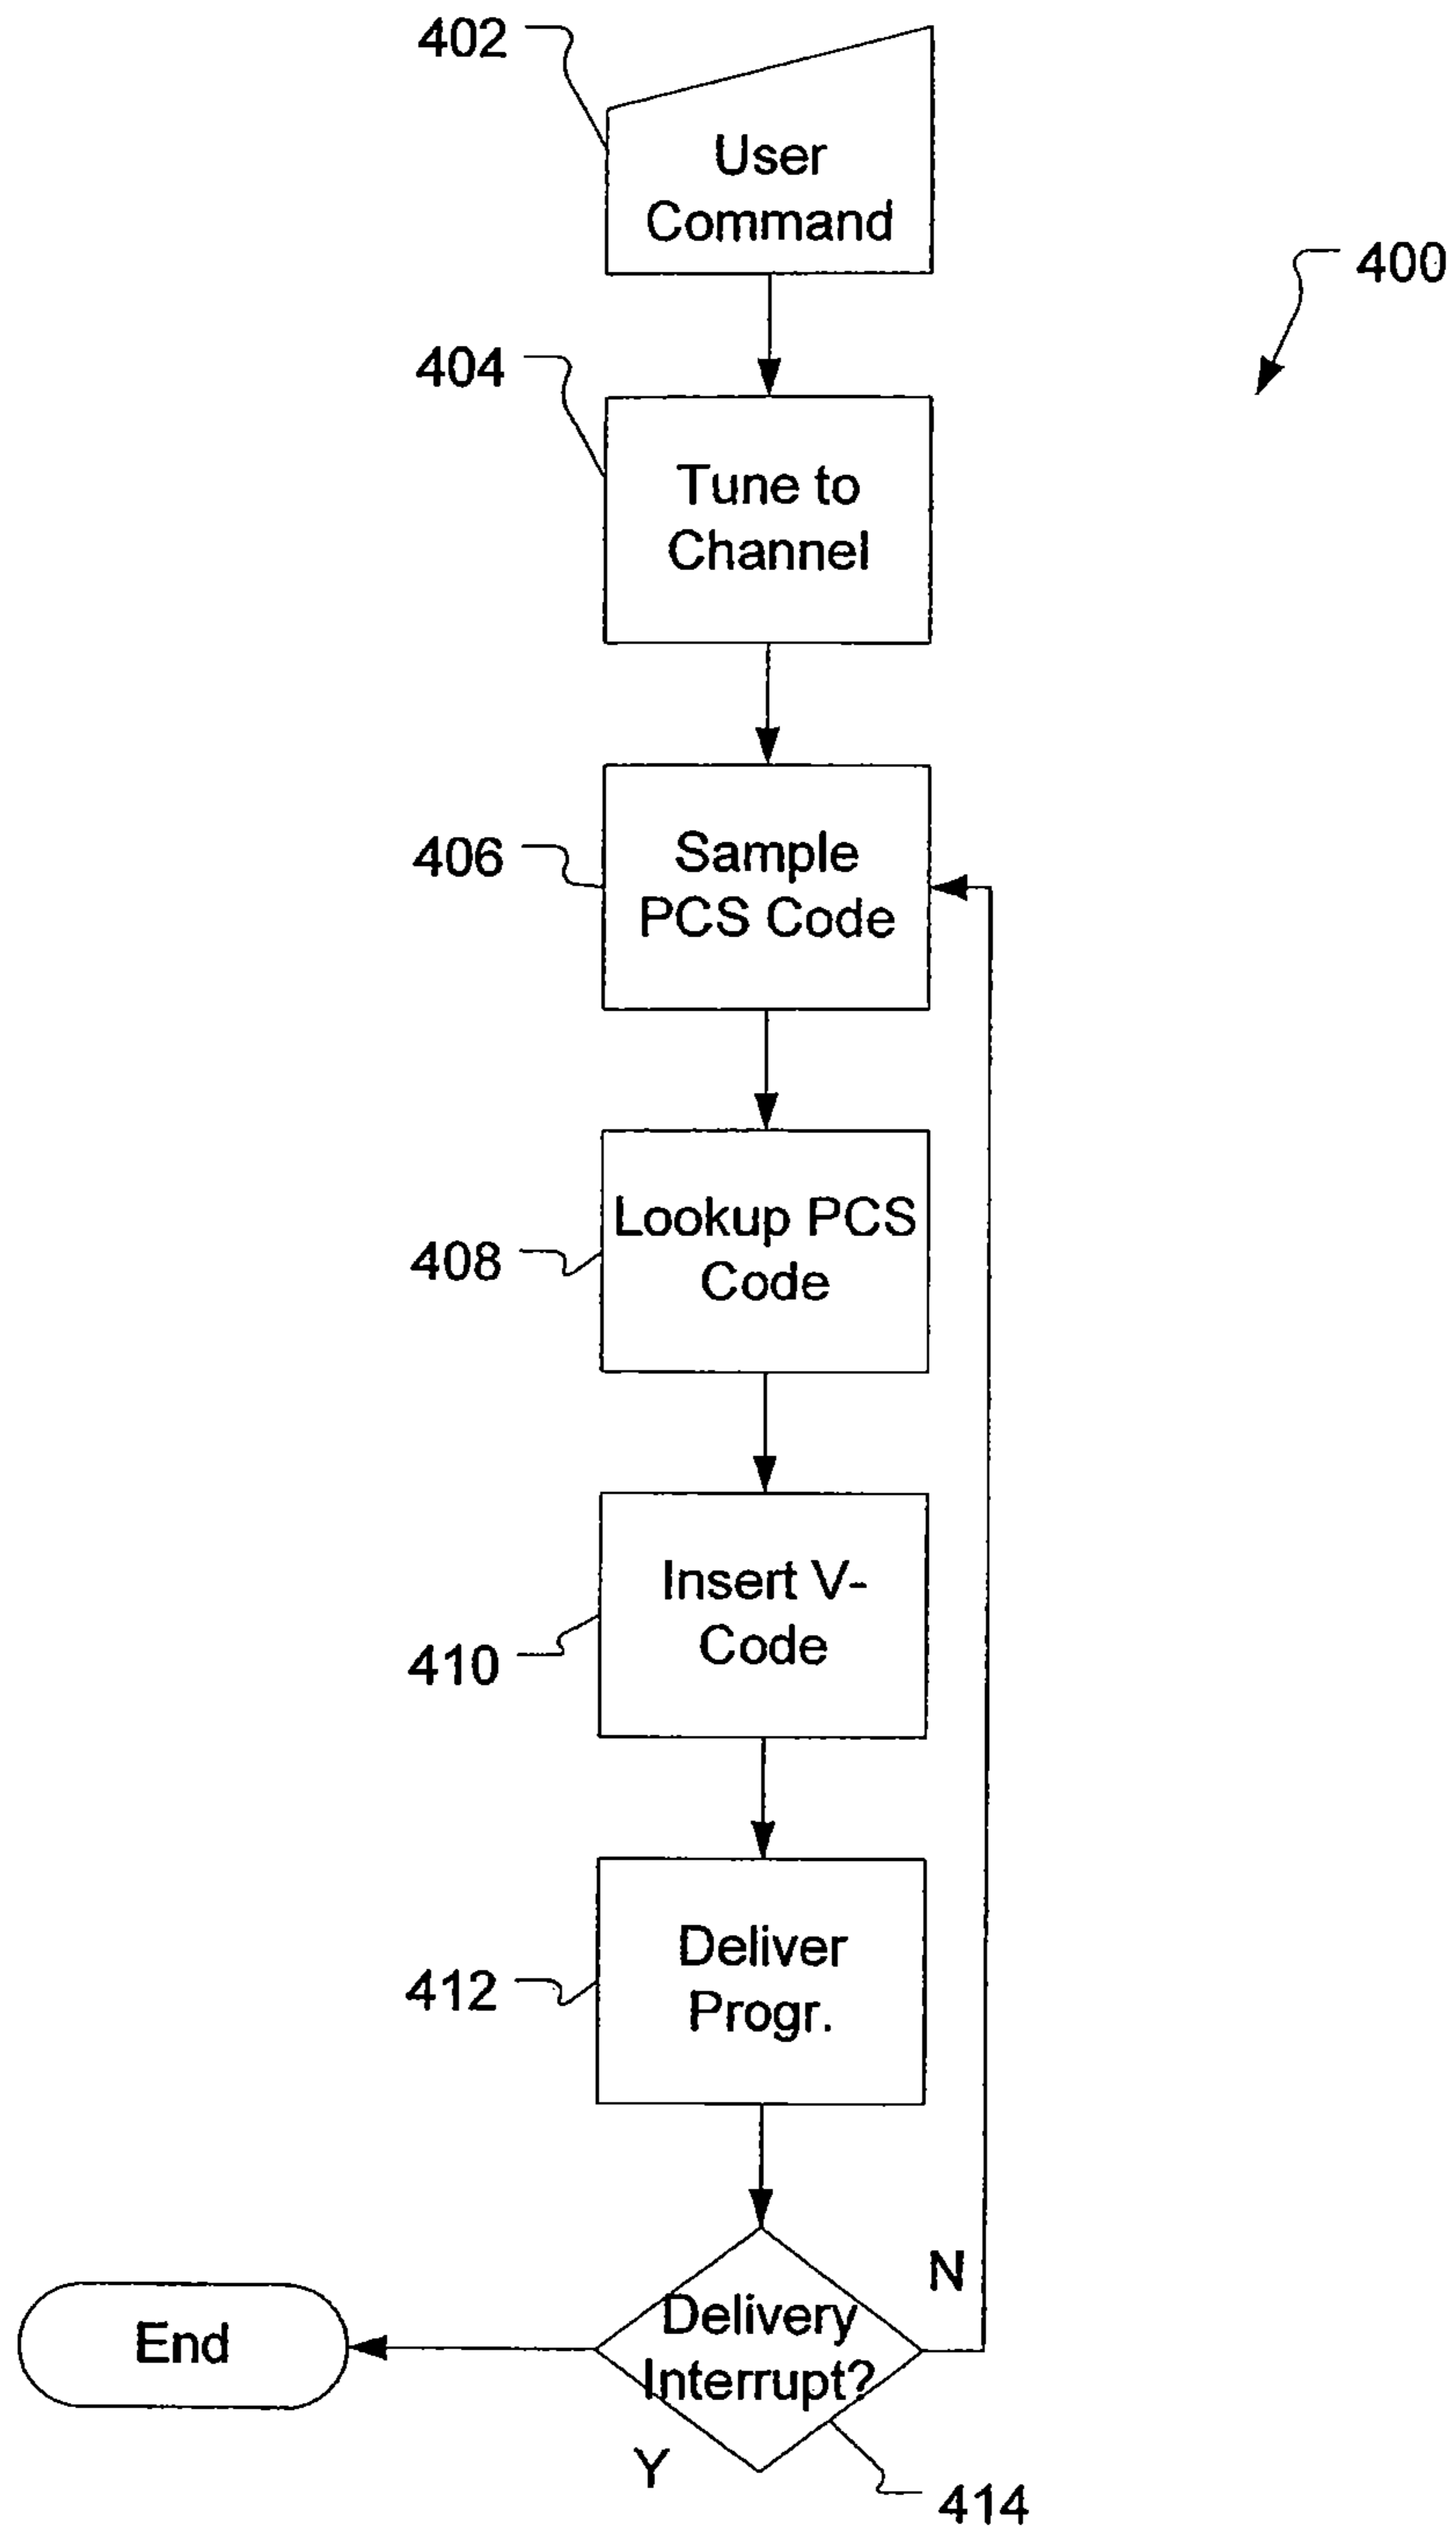 402
User
Command
400
404
Tune to
Channel
406
Sample
PCS Code
408
Lookup PCS
Code
410
Insert V-
Code
412
Deliver
Progr.
N
Delivery
Interrupt?
End
Y
414